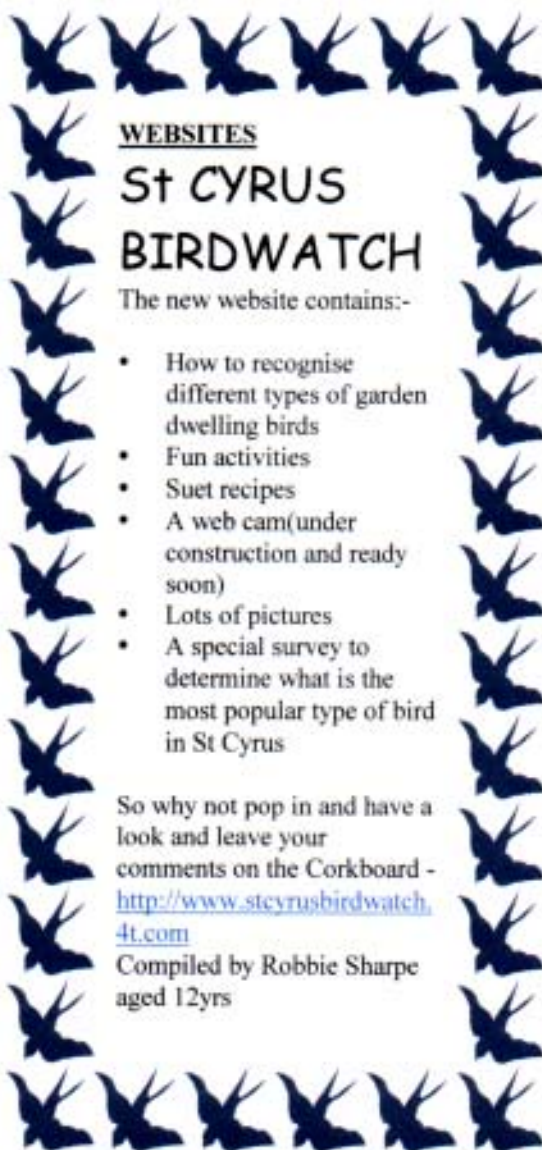 WEBSITES
St CYRUS
BIRDWATCH
The new website contains:-
• How to recognise
different types of garden
dwelling birds
• Fun activities
• Suet recipes
• A web cam(under
construction and ready
soon)
• Lots of pictures
• A special survey to
determine what is the
most popular type of bird
in St Cyrus
So why not pop in and have a
look and leave your
comments on the Corkboard -
http://www.stcyrusbirdwatch.
4t.com
Compiled by Robbie Sharpe
aged 12yrs